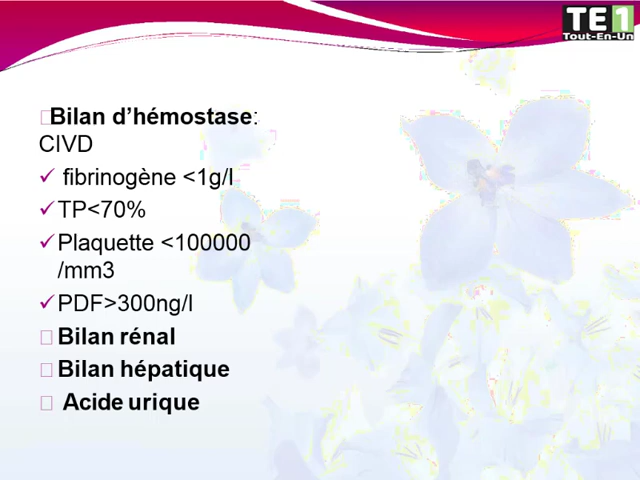 TE1
Tout-En-Un
Bilan d’hémostase:
CIVD
✓ fibrinogène <1g/l
✓ TP<70%
✓ Plaquette <100000
/mm3
✓ PDF>300ng/l
Bilan rénal
Bilan hépatique
Acide urique